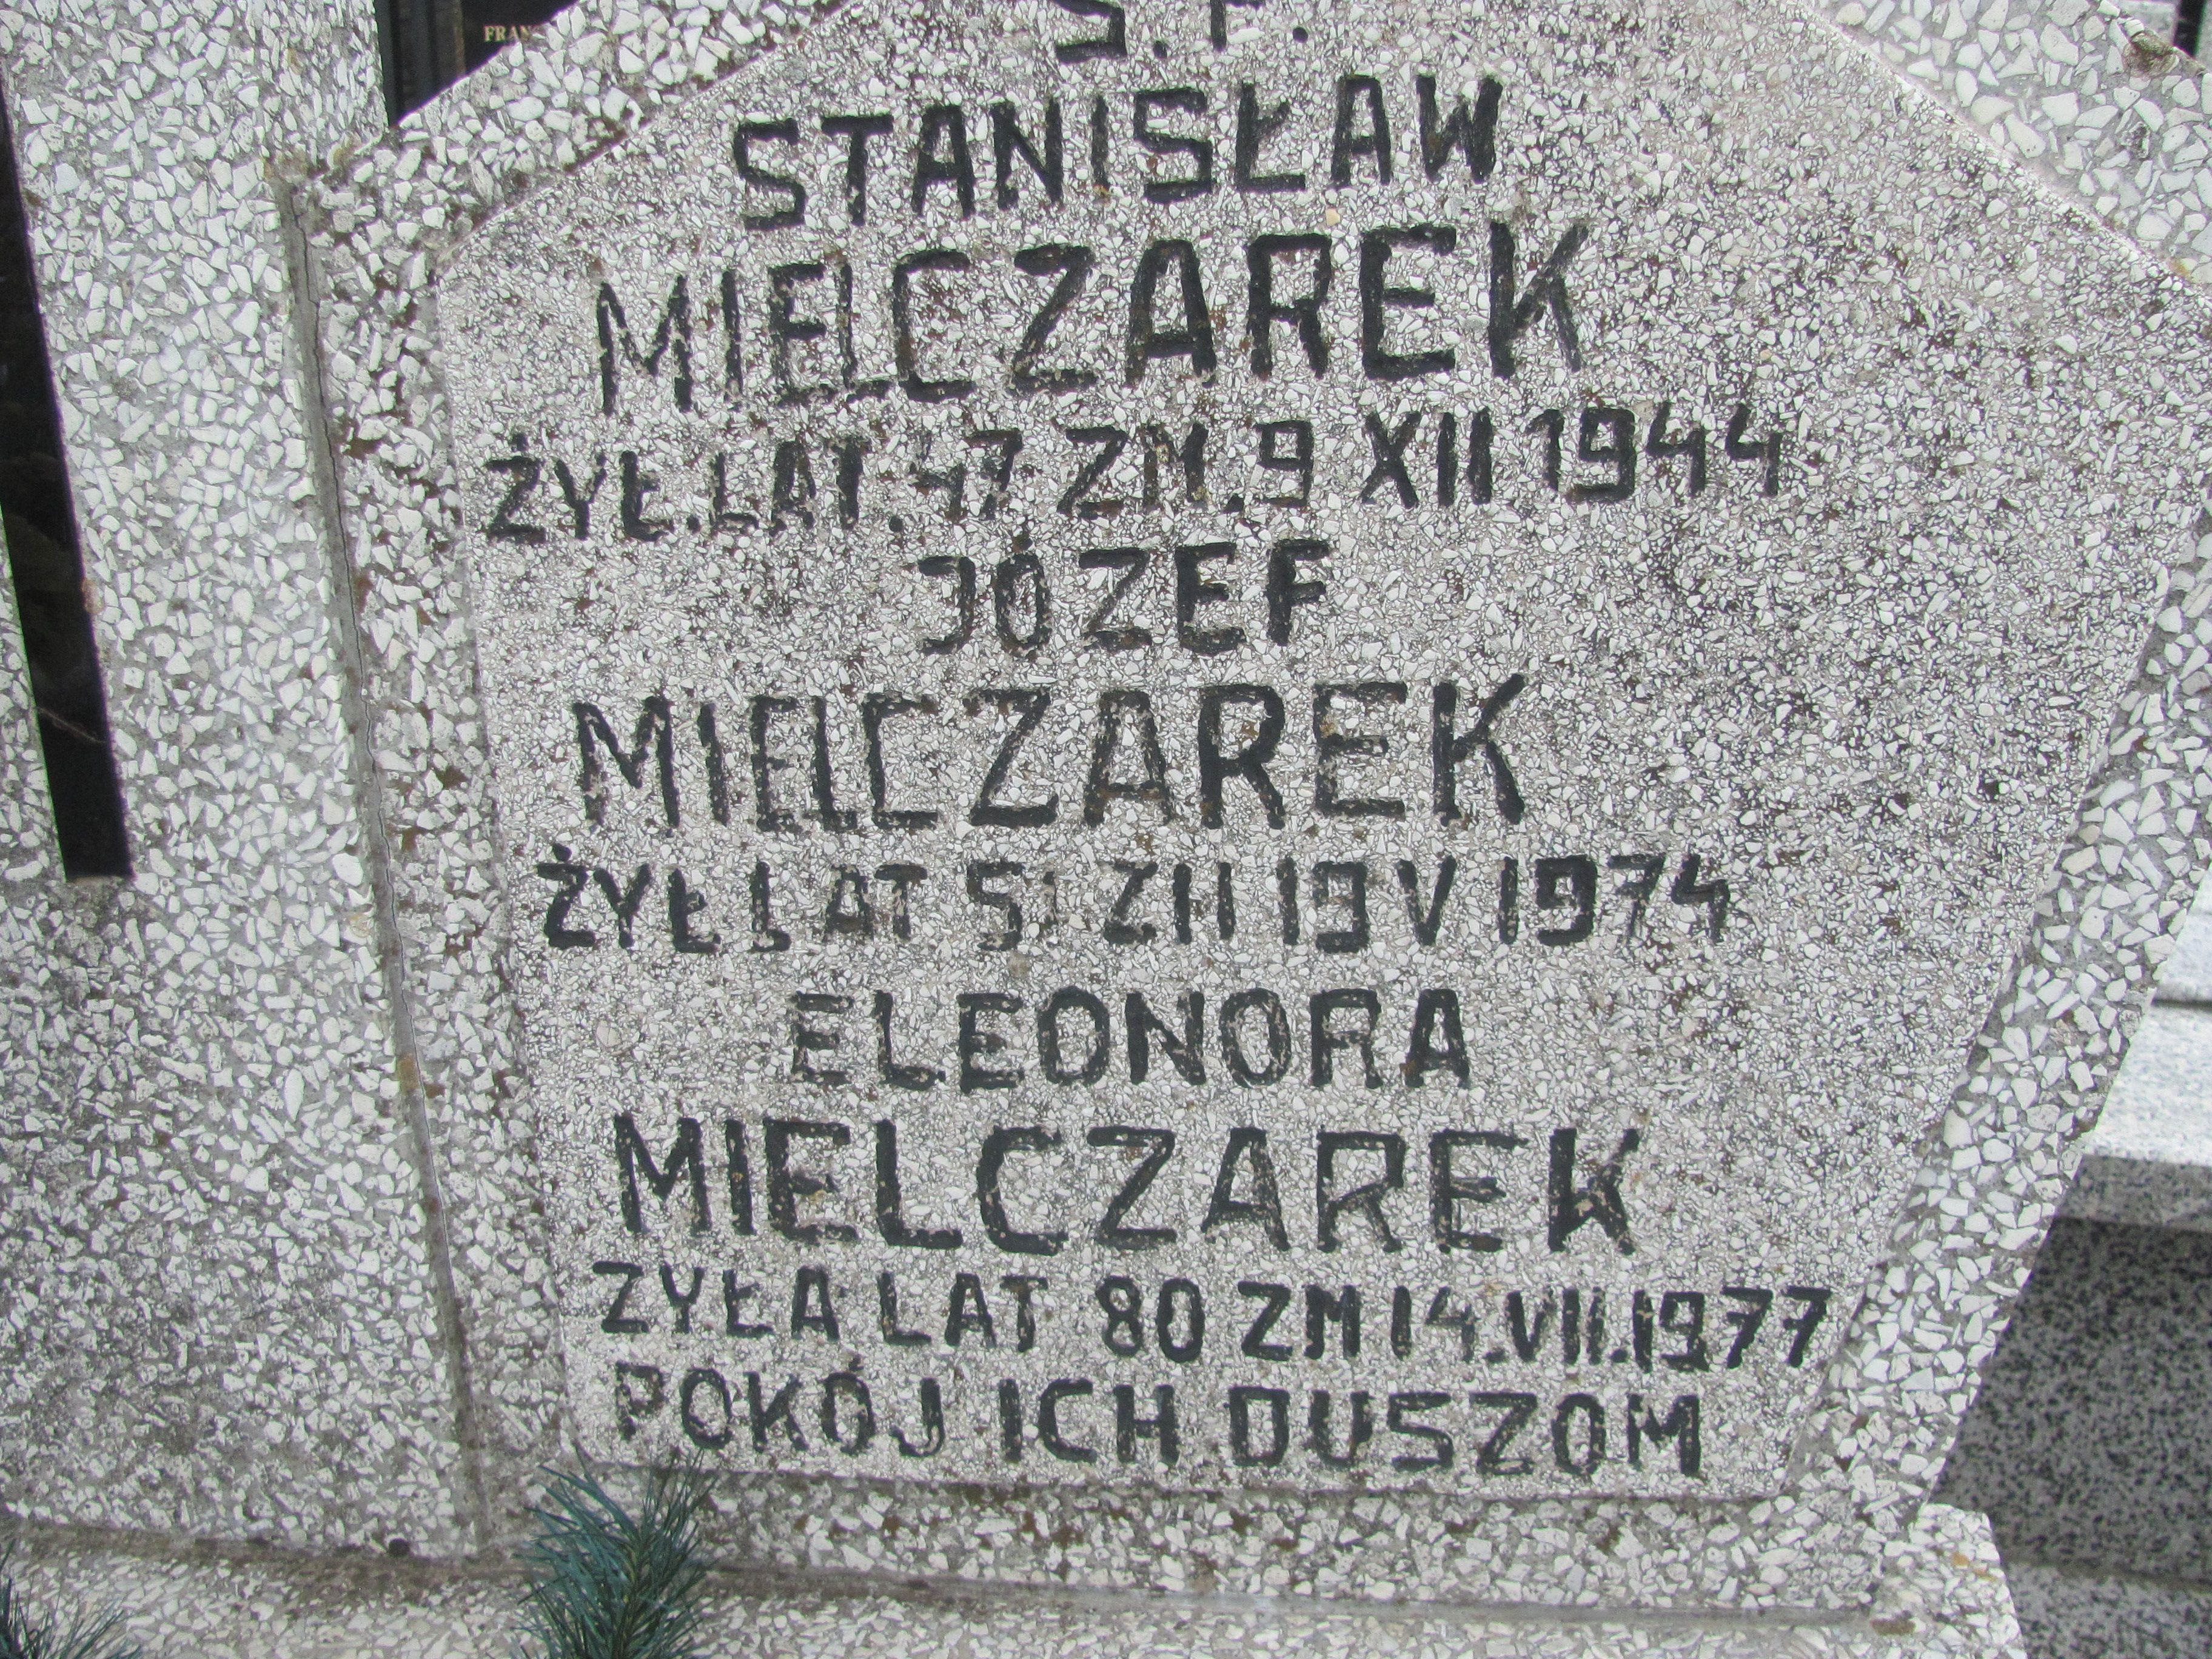 Ś.P.
STANISŁAW
MIELCZAREK
ŻYŁ.LAT.47 ZM.9 XII 1944
JÓZEF
MIELCZAREK
ŻYŁ LAT 51 ZM 19 V 1974
ELEONORA
MIELCZAREK
ZYŁA LAT 80 ZM 14.VII.1977
POKÓJ ICH DUSZOM